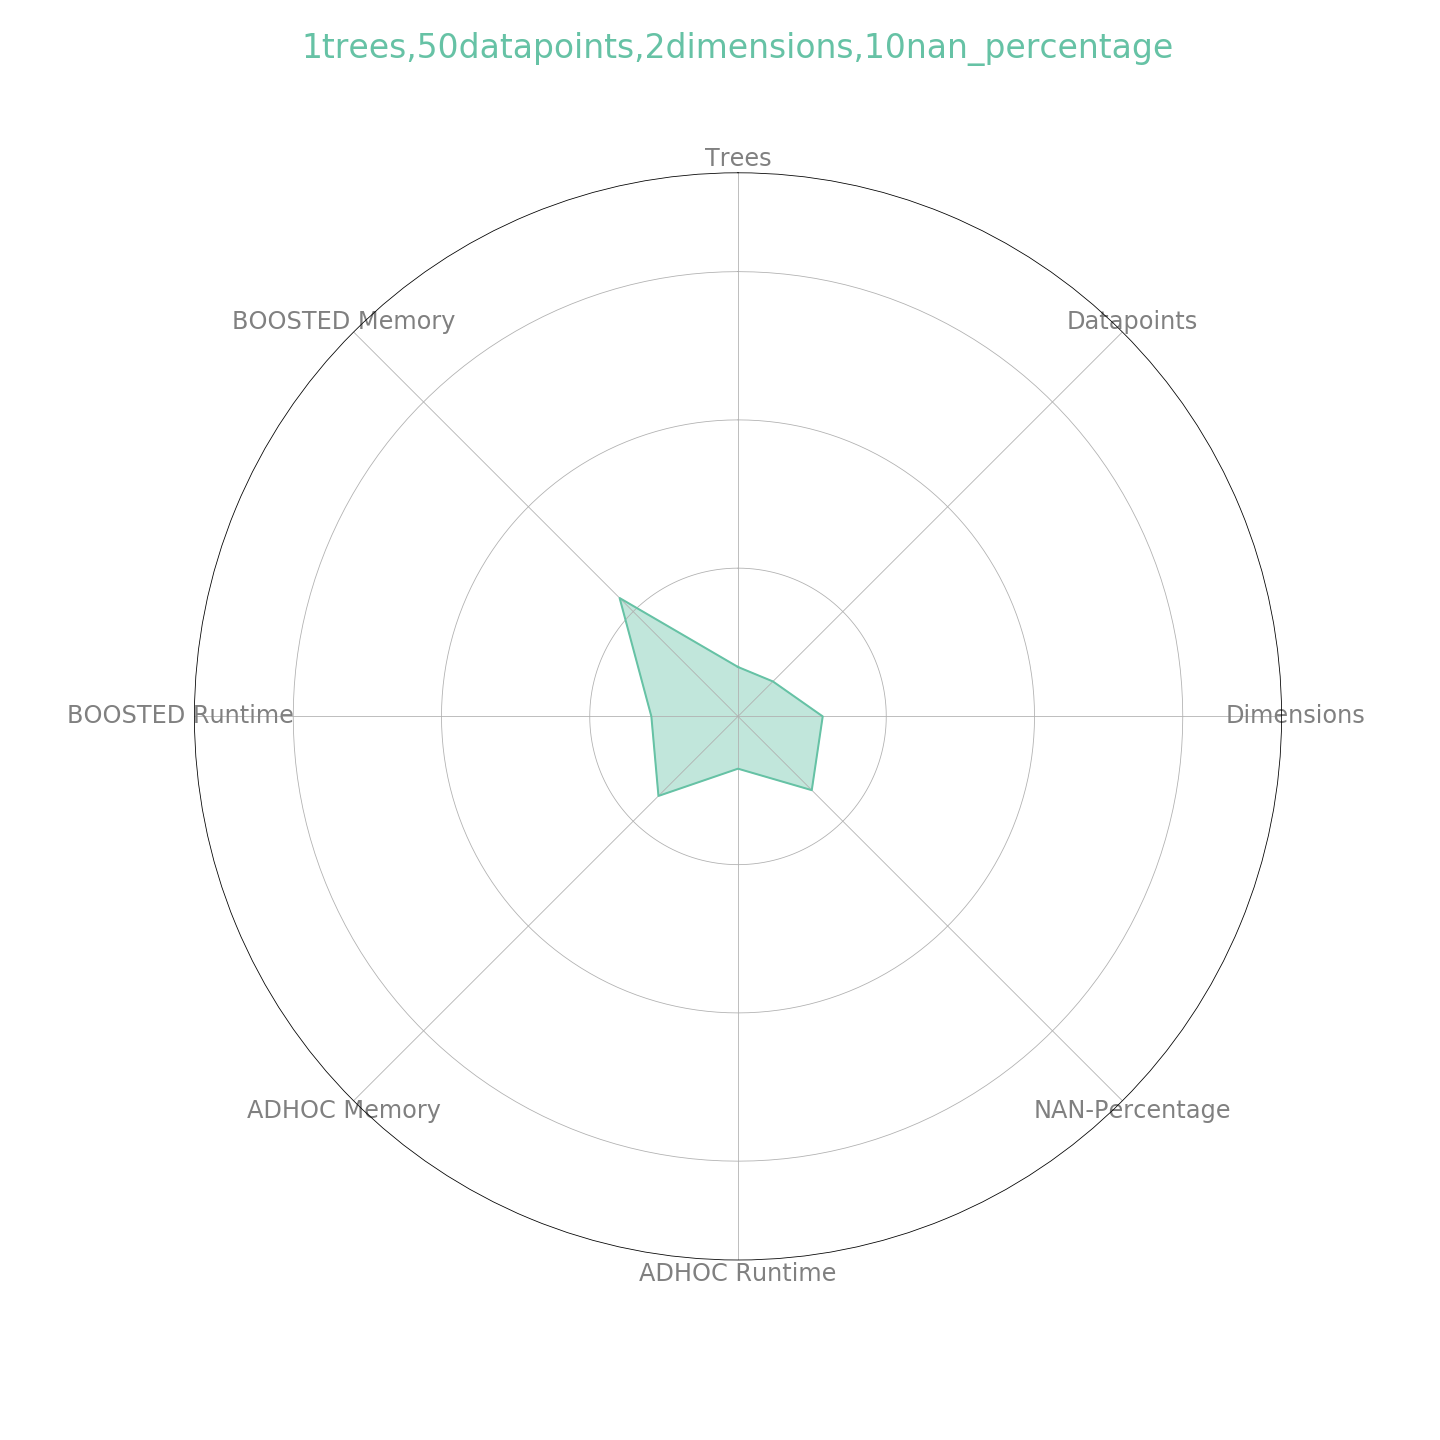 1trees,50datapoints,2dimensions,10nan_percentage
Trees
BOOSTED Memory
Datapoints
BOOSTED Runtime
Dimensions
ADHOC Memory
NAN-Percentage
ADHOC Runtime